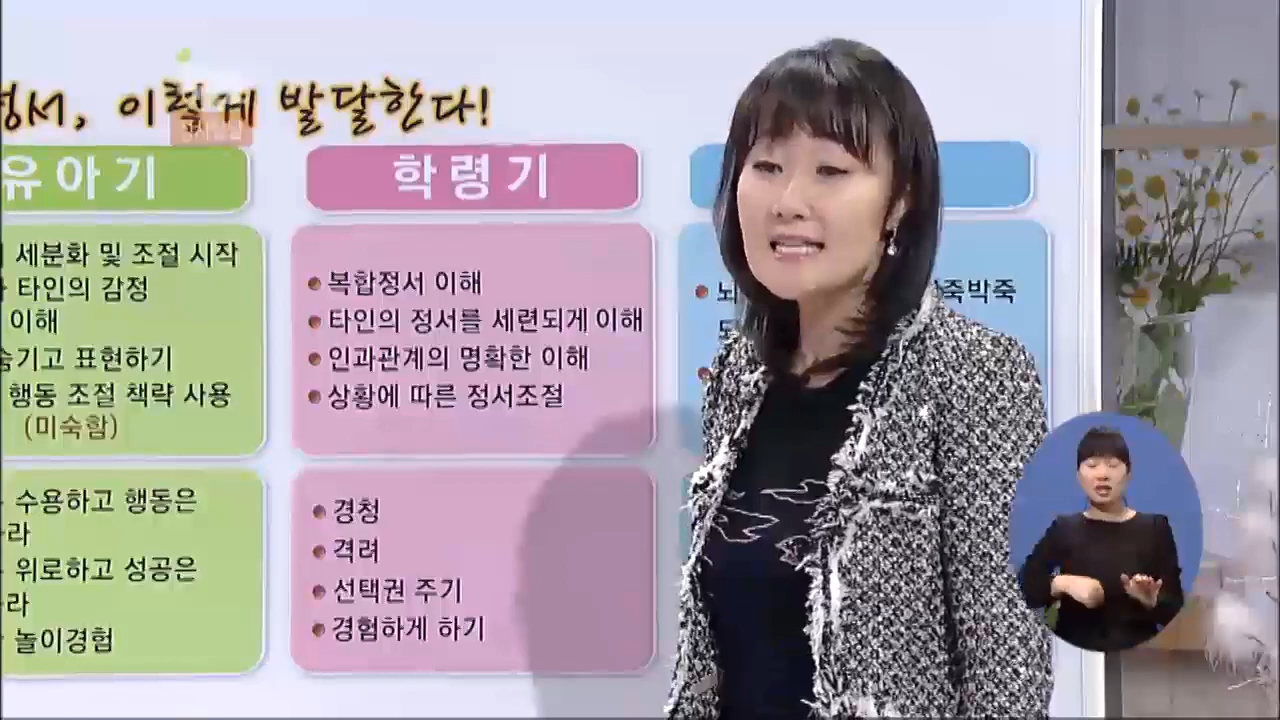 이렇게 발달한다!
유아기
세분화 및 조절 시작
타인의 감정
이해
숨기고 표현하기
행동 조절 책략 사용
(미숙함)
수용하고 행동은
위로하고 성공은
놀이경험
학령기
• 복합정서 이해
• 타인의 정서를 세련되게 이해
• 인과관계의 명확한 이해
• 상황에 따른 정서조절
• 경청
• 격려
• 선택권 주기
• 경험하게 하기
죽박죽